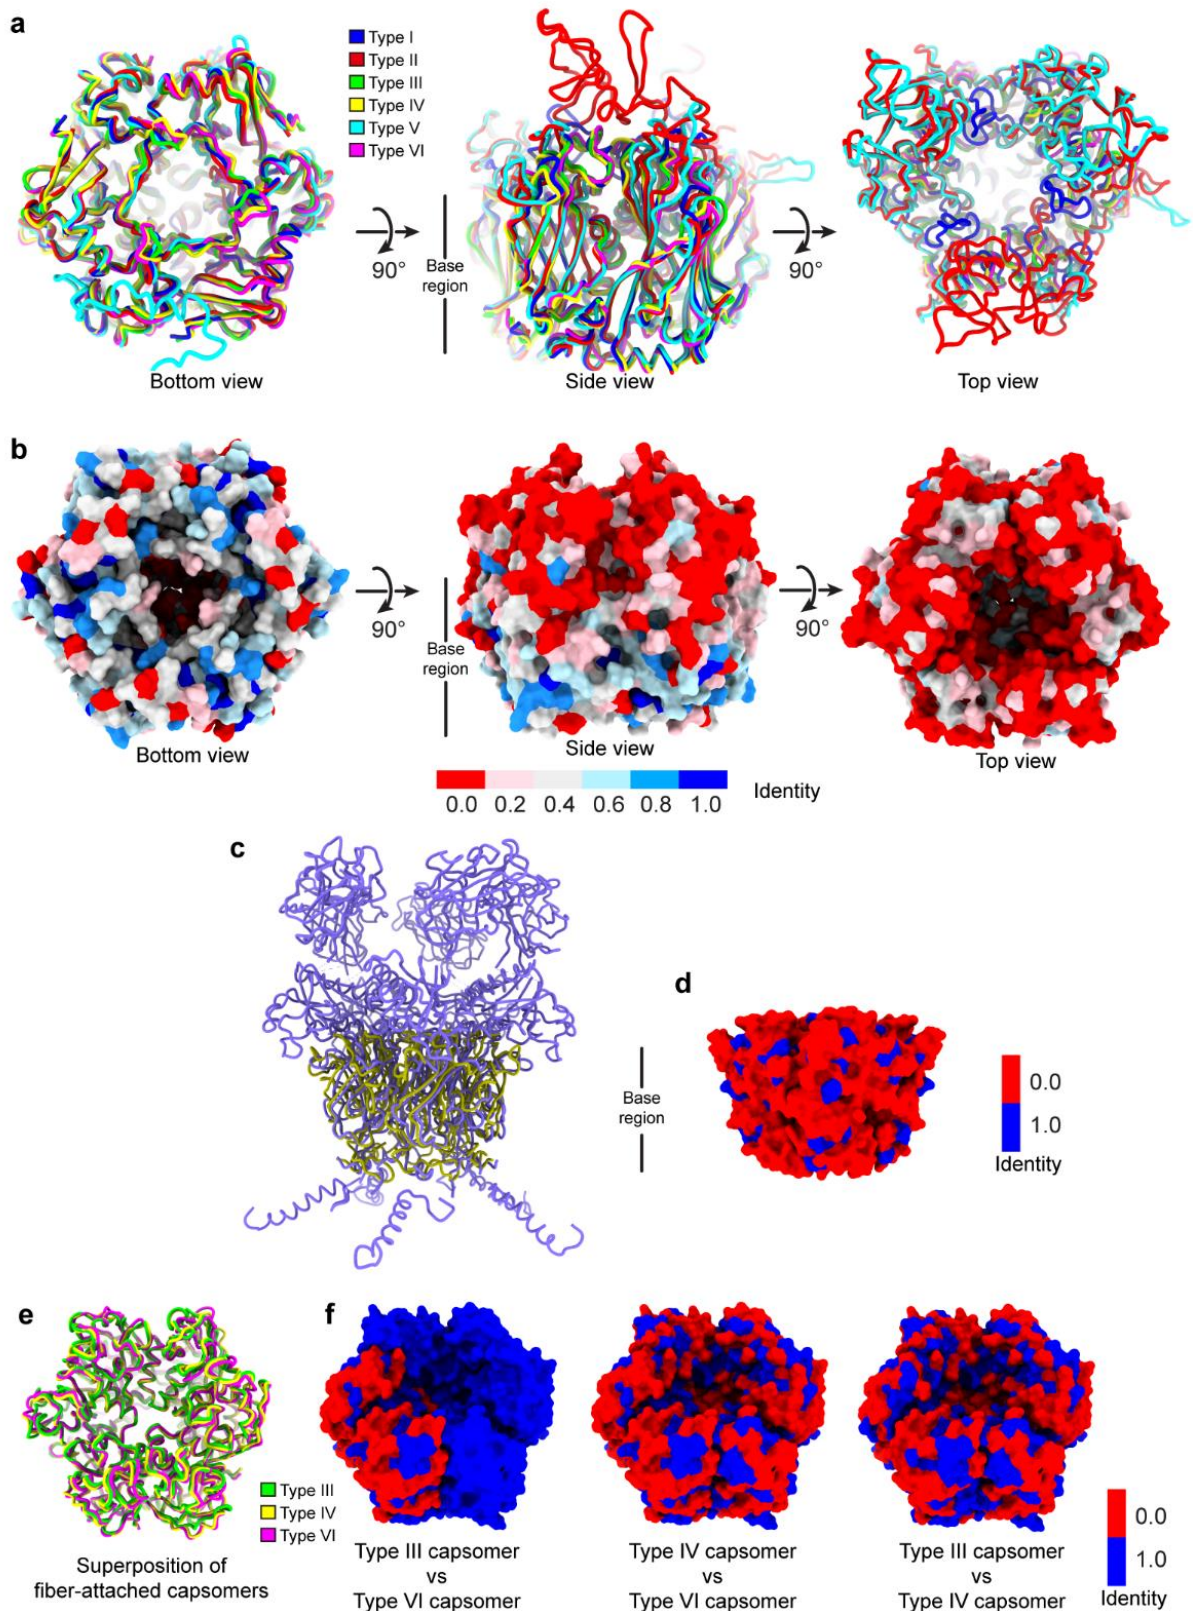 a
Type I
Type II
Type III
Type IV
Type V
Type VI
90°
Base
region
90°
Bottom view
Side view
Top view
b
90°
Base
region
90°
Bottom view
Side view
Top view
0.0 0.2 0.4 0.6 0.8 1.0
Identity
c
d
Base
region
0.0
1.0
Identity
e
Type III
Type IV
Type VI
Superposition of
fiber-attached capsomers
f
Type III capsomer
vs
Type VI capsomer
Type IV capsomer
vs
Type VI capsomer
Type III capsomer
vs
Type IV capsomer
0.0
1.0
Identity